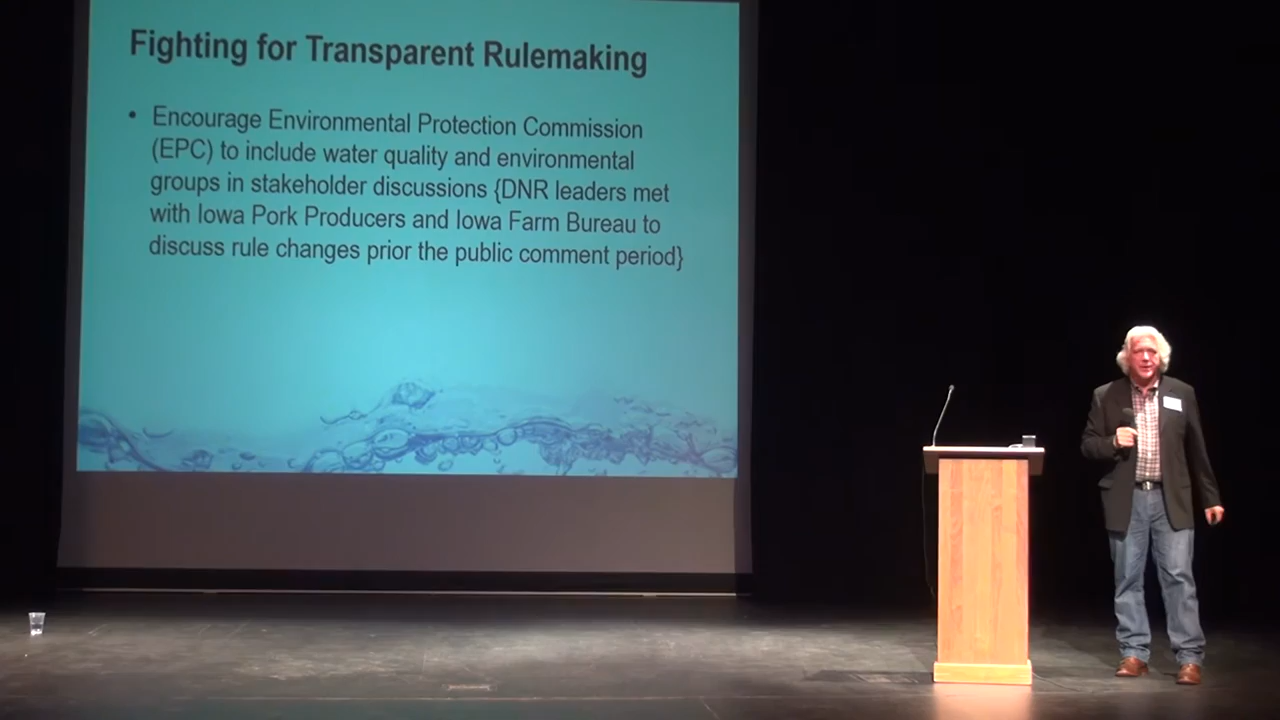 Fighting for Transparent Rulemaking
• Encourage Environmental Protection Commission
(EPC) to include water quality and environmental
groups in stakeholder discussions {DNR leaders met
with Iowa Pork Producers and Iowa Farm Bureau to
discuss rule changes prior the public comment period}